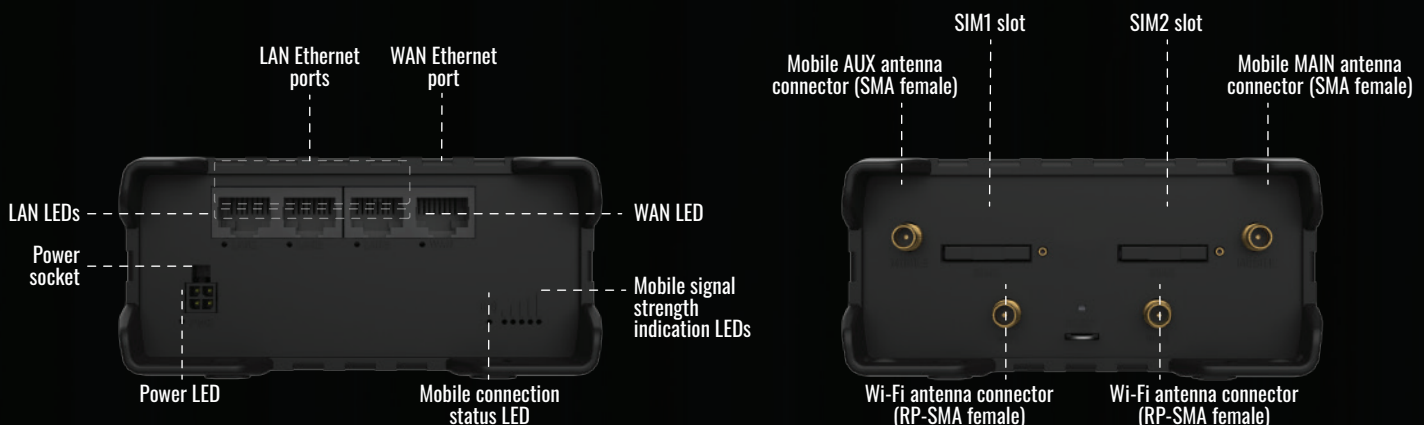 LAN Ethernet
ports
WAN Ethernet
port
LAN LEDs
WAN LED
Power
socket
Mobile signal
strength
indication LEDs
Power LED
Mobile connection
status LED
SIM1 slot
SIM2 slot
Mobile AUX antenna
connector (SMA female)
Mobile MAIN antenna
connector (SMA female)
Wi-Fi antenna connector
(RP-SMA female)
Wi-Fi antenna connector
(RP-SMA female)